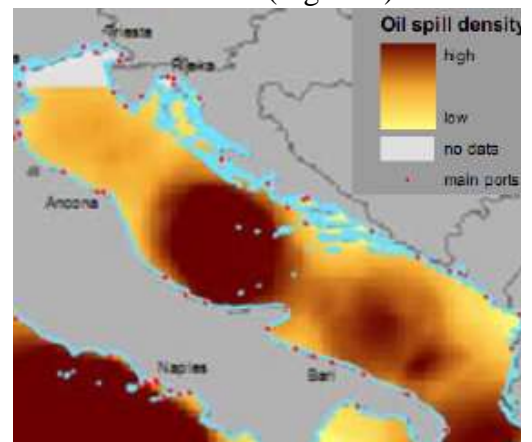 Oil spill density
high
low
no data
main ports
Trieste
Rijeka
Ancona
Naples
Bari